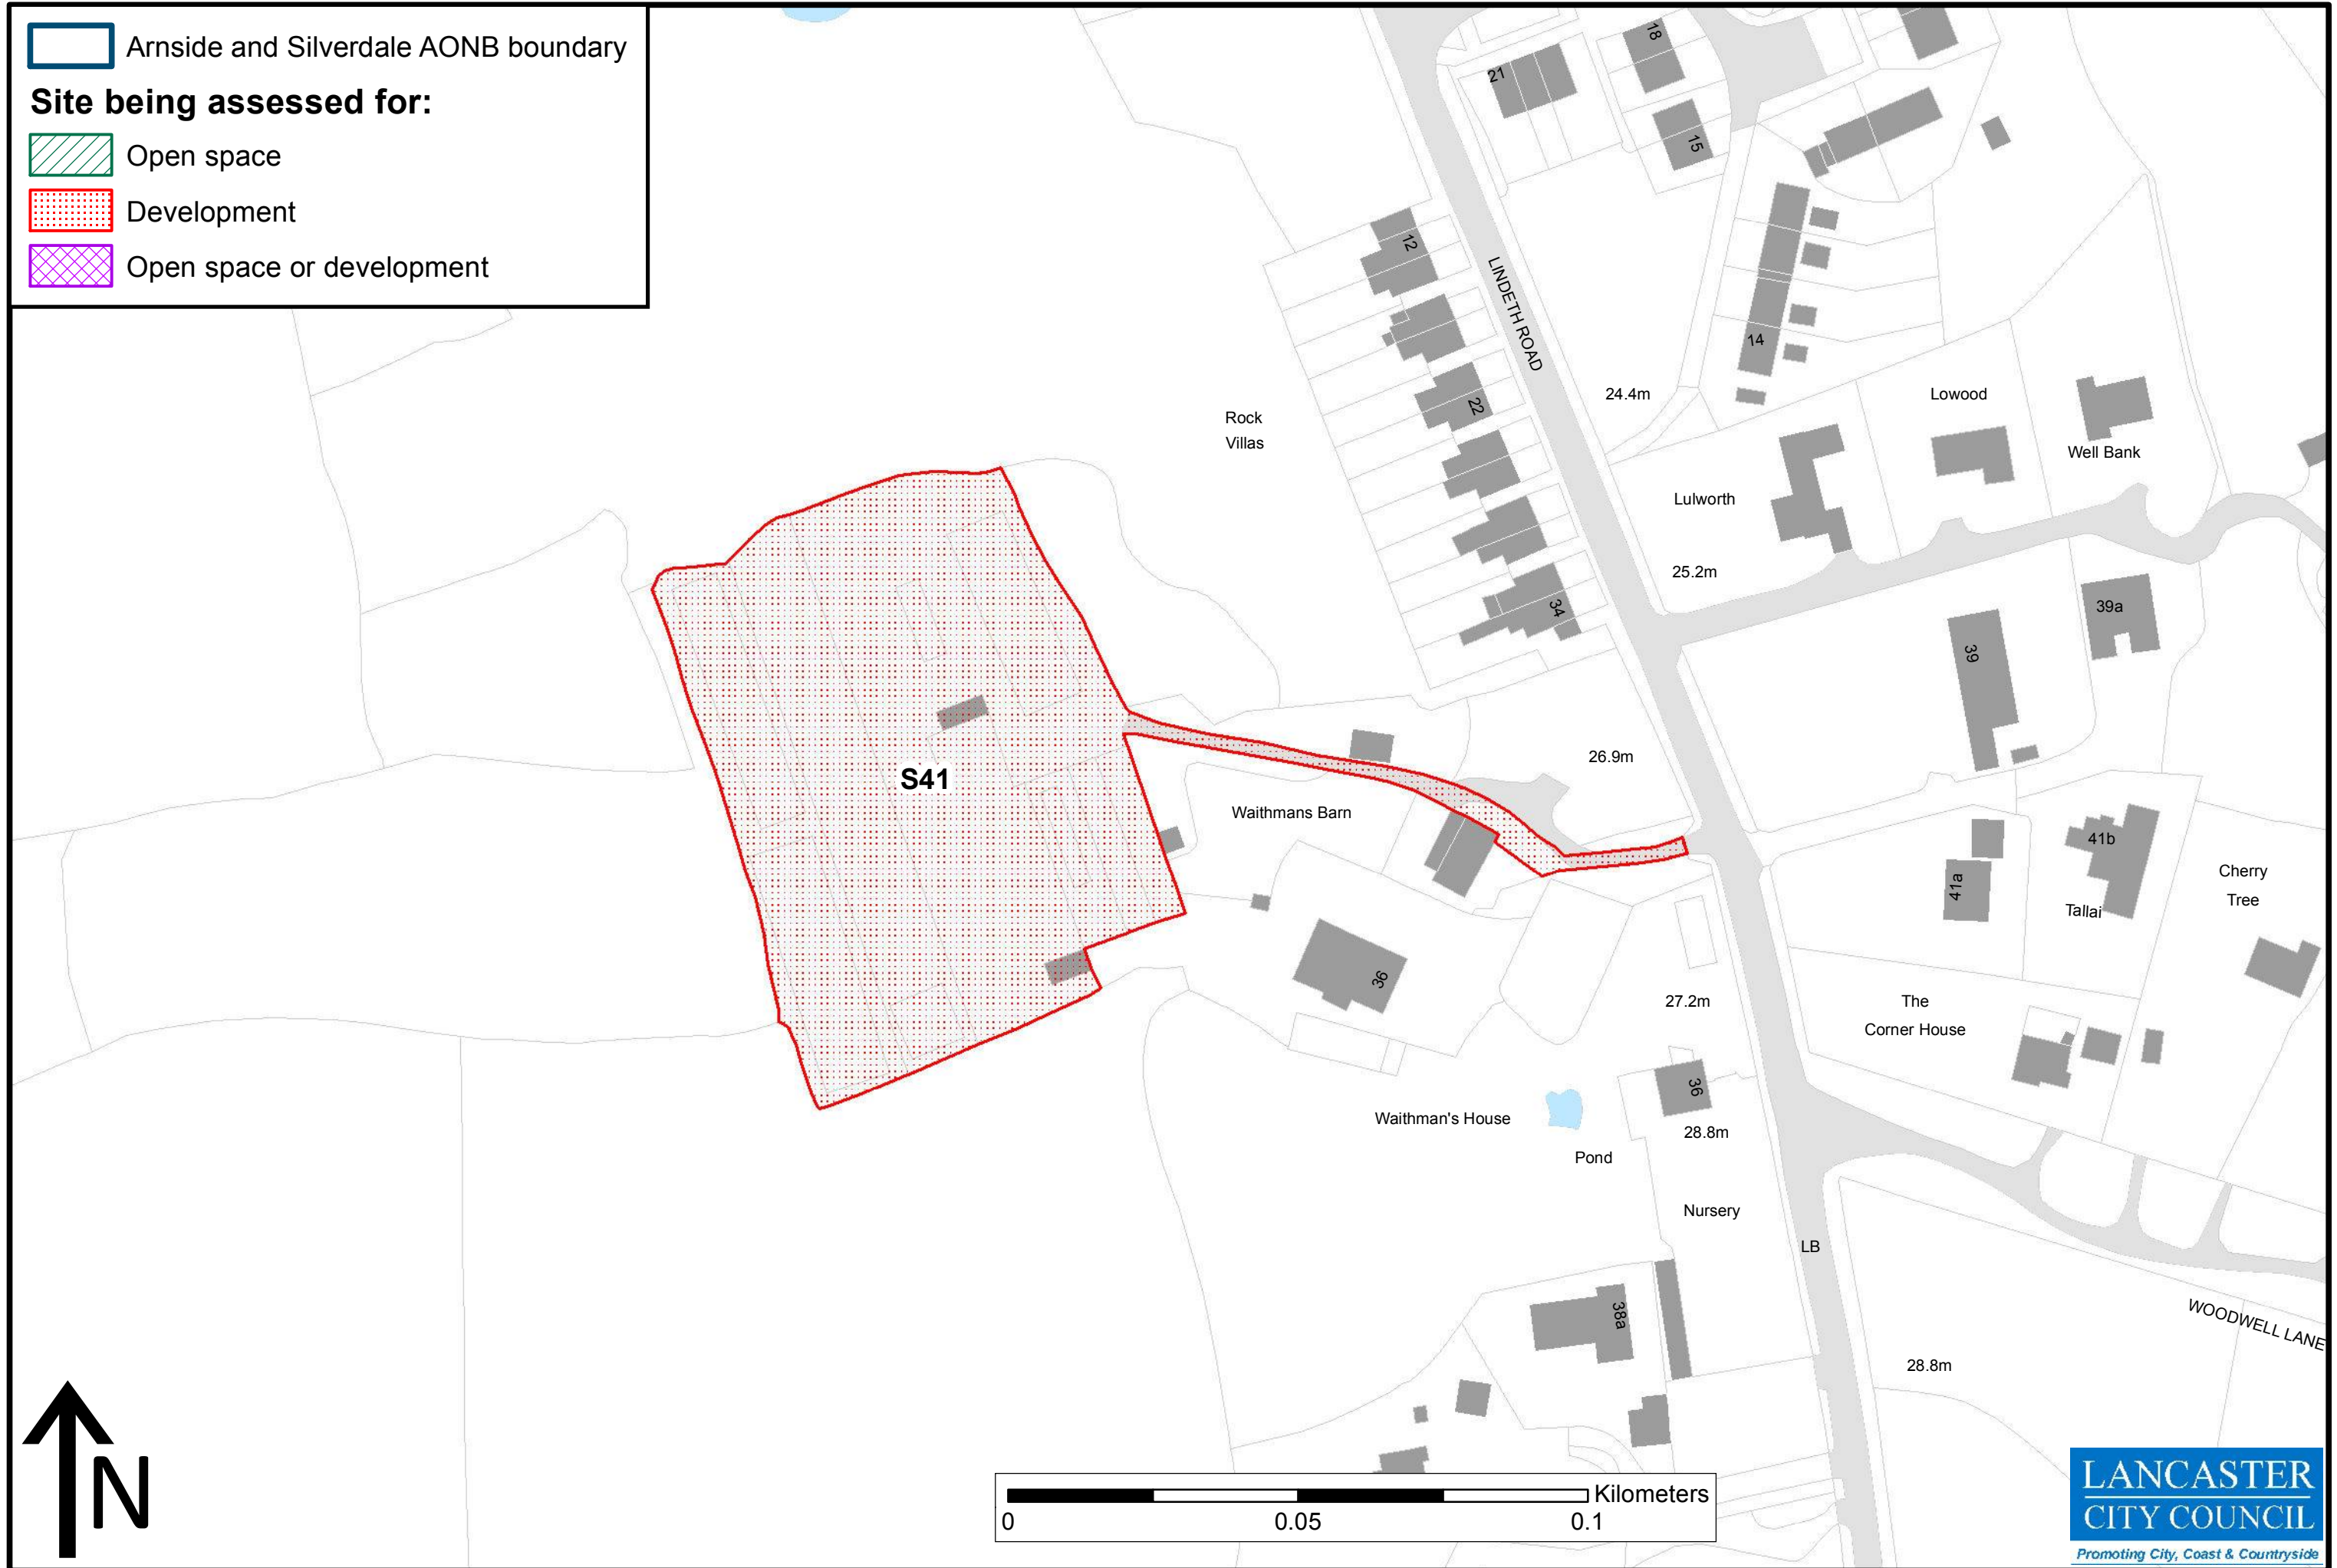 Arnside and Silverdale AONB boundary
Site being assessed for:
Open space
Development
Open space or development
18
21
15
12
LINDETH ROAD
14
24.4m
Lowood
22
Rock
Villas
Well Bank
Lulworth
25.2m
34
39a
39
26.9m
S41
Waithmans Barn
41b
Cherry
Tree
41a
Tallai
36
27.2m
The
Corner House
36
Waithman's House
28.8m
Pond
Nursery
LB
38a
WOODWELL LANE
28.8m
N
Kilometers
0
0.05
0.1
LANCASTER
CITY COUNCIL
Promoting City, Coast & Countryside